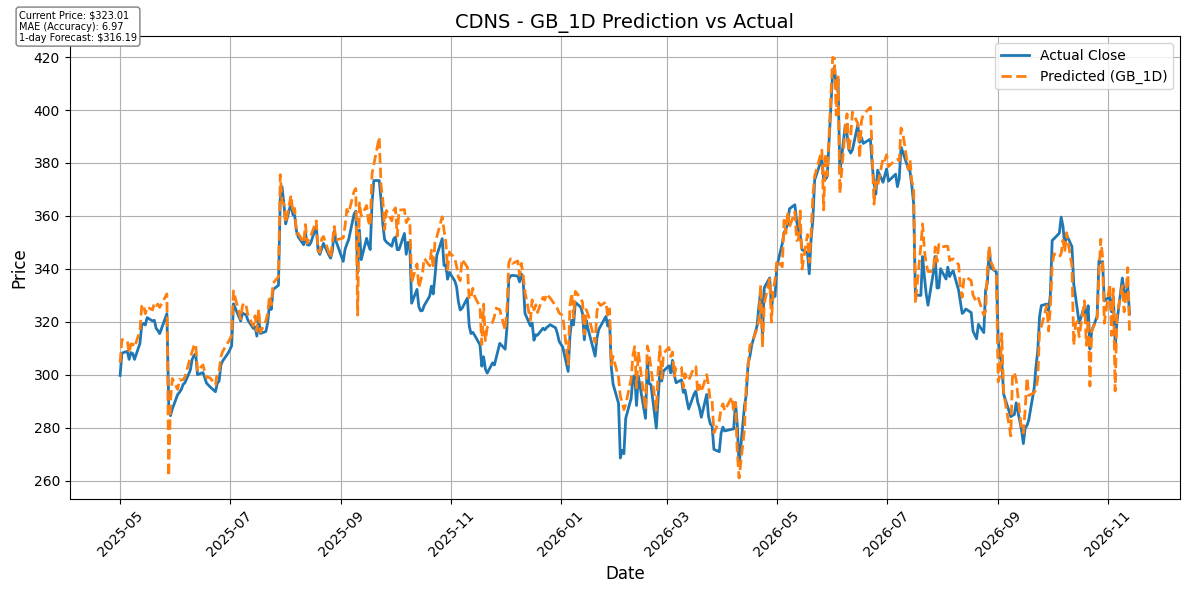 CDNS - GB_1D Prediction vs Actual
Current Price: $323.01
MAE (Accuracy): 6.97
1-day Forecast: $316.19
Actual Close
Predicted (GB_1D)
Price
420
400
380
360
340
320
300
280
260
2025-05
2025-07
2025-09
2025-11
2026-01
2026-03
2026-05
2026-07
2026-09
2026-11
Date